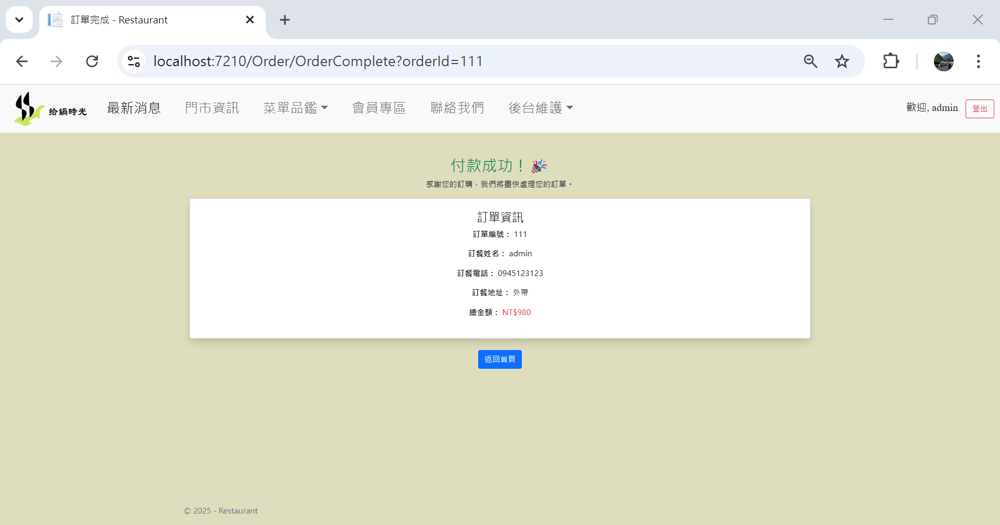 訂單完成 - Restaurant
localhost:7210/Order/OrderComplete?orderId=111
拾鍋時光
最新消息
門市資訊
菜單品鑑
會員專區
聯絡我們
後台維護
歡迎, admin
登出
付款成功！🎉
感謝您的訂購，我們將盡快處理您的訂單。
訂單資訊
訂單編號： 111
訂餐姓名： admin
訂餐電話： 0945123123
訂餐地址： 外帶
總金額： NT$980
返回首頁
© 2025 - Restaurant